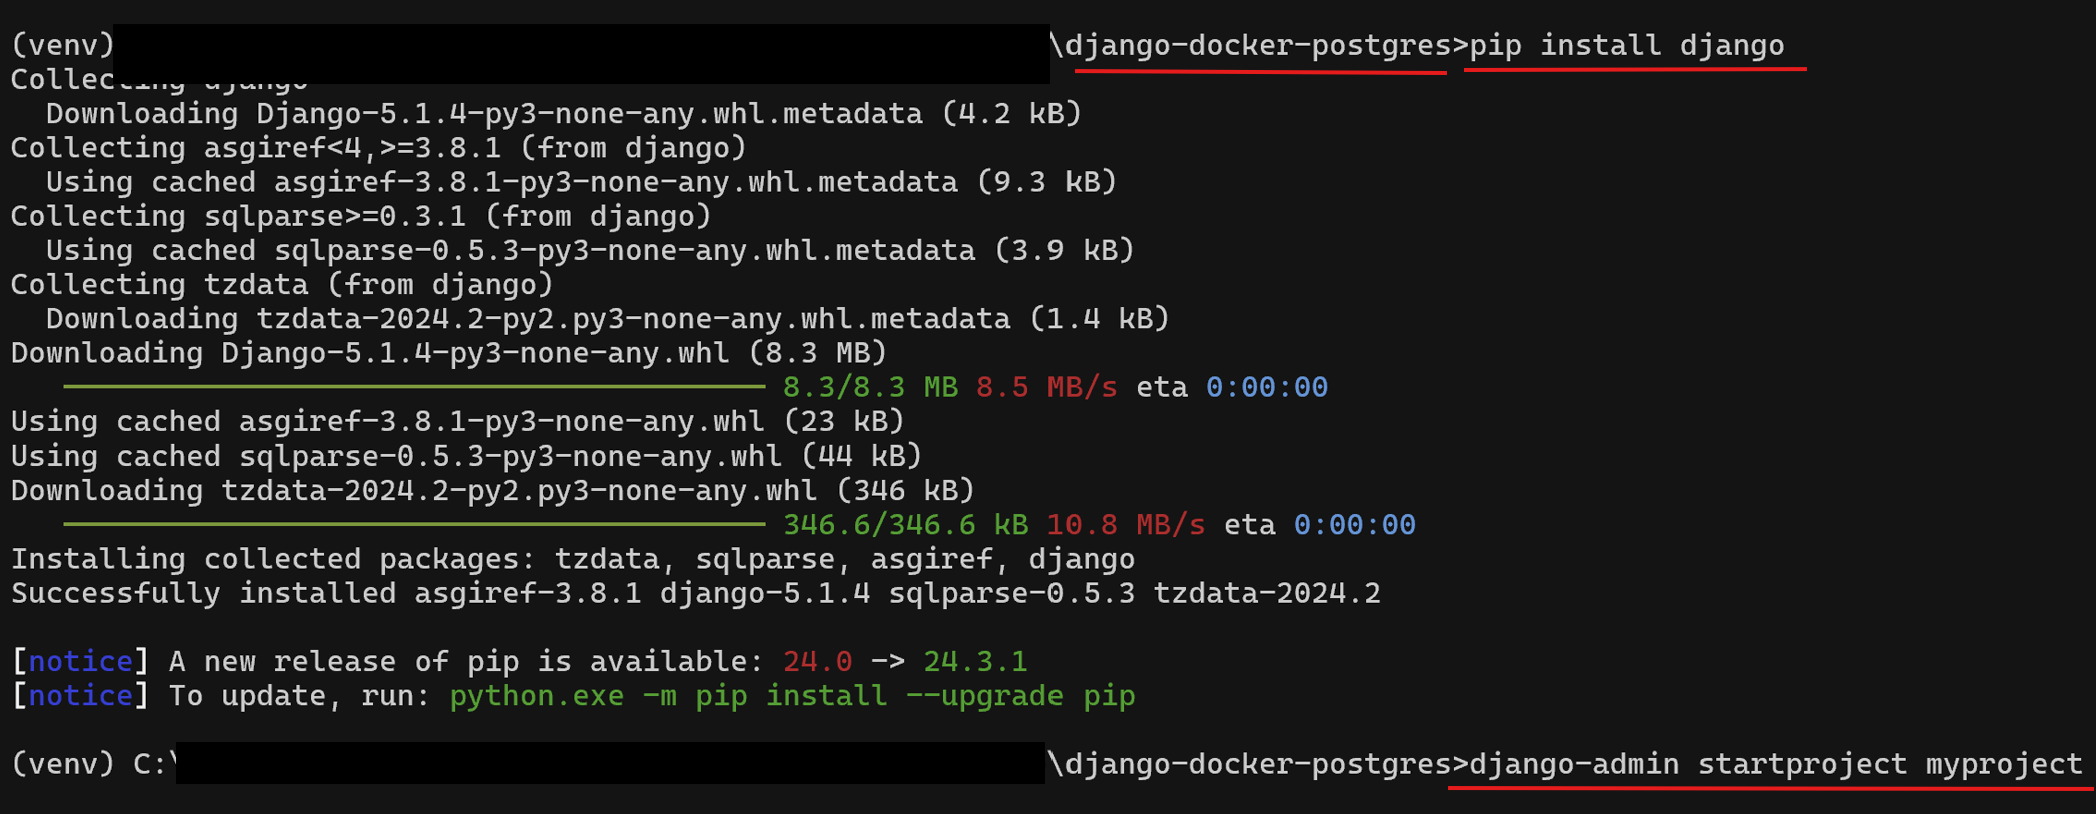 (venv) \django-docker-postgres>pip install django
Collecting django
Downloading Django-5.1.4-py3-none-any.whl.metadata (4.2 kB)
Collecting asgiref<4,>=3.8.1 (from django)
Using cached asgiref-3.8.1-py3-none-any.whl.metadata (9.3 kB)
Collecting sqlparse>=0.3.1 (from django)
Using cached sqlparse-0.5.3-py3-none-any.whl.metadata (3.9 kB)
Collecting tzdata (from django)
Downloading tzdata-2024.2-py2.py3-none-any.whl.metadata (1.4 kB)
Downloading Django-5.1.4-py3-none-any.whl (8.3 MB)
8.3/8.3 MB 8.5 MB/s eta 0:00:00
Using cached asgiref-3.8.1-py3-none-any.whl (23 kB)
Using cached sqlparse-0.5.3-py3-none-any.whl (44 kB)
Downloading tzdata-2024.2-py2.py3-none-any.whl (346 kB)
346.6/346.6 kB 10.8 MB/s eta 0:00:00
Installing collected packages: tzdata, sqlparse, asgiref, django
Successfully installed asgiref-3.8.1 django-5.1.4 sqlparse-0.5.3 tzdata-2024.2
[notice] A new release of pip is available: 24.0 -> 24.3.1
[notice] To update, run: python.exe -m pip install --upgrade pip
(venv) C:\ \django-docker-postgres>django-admin startproject myproject